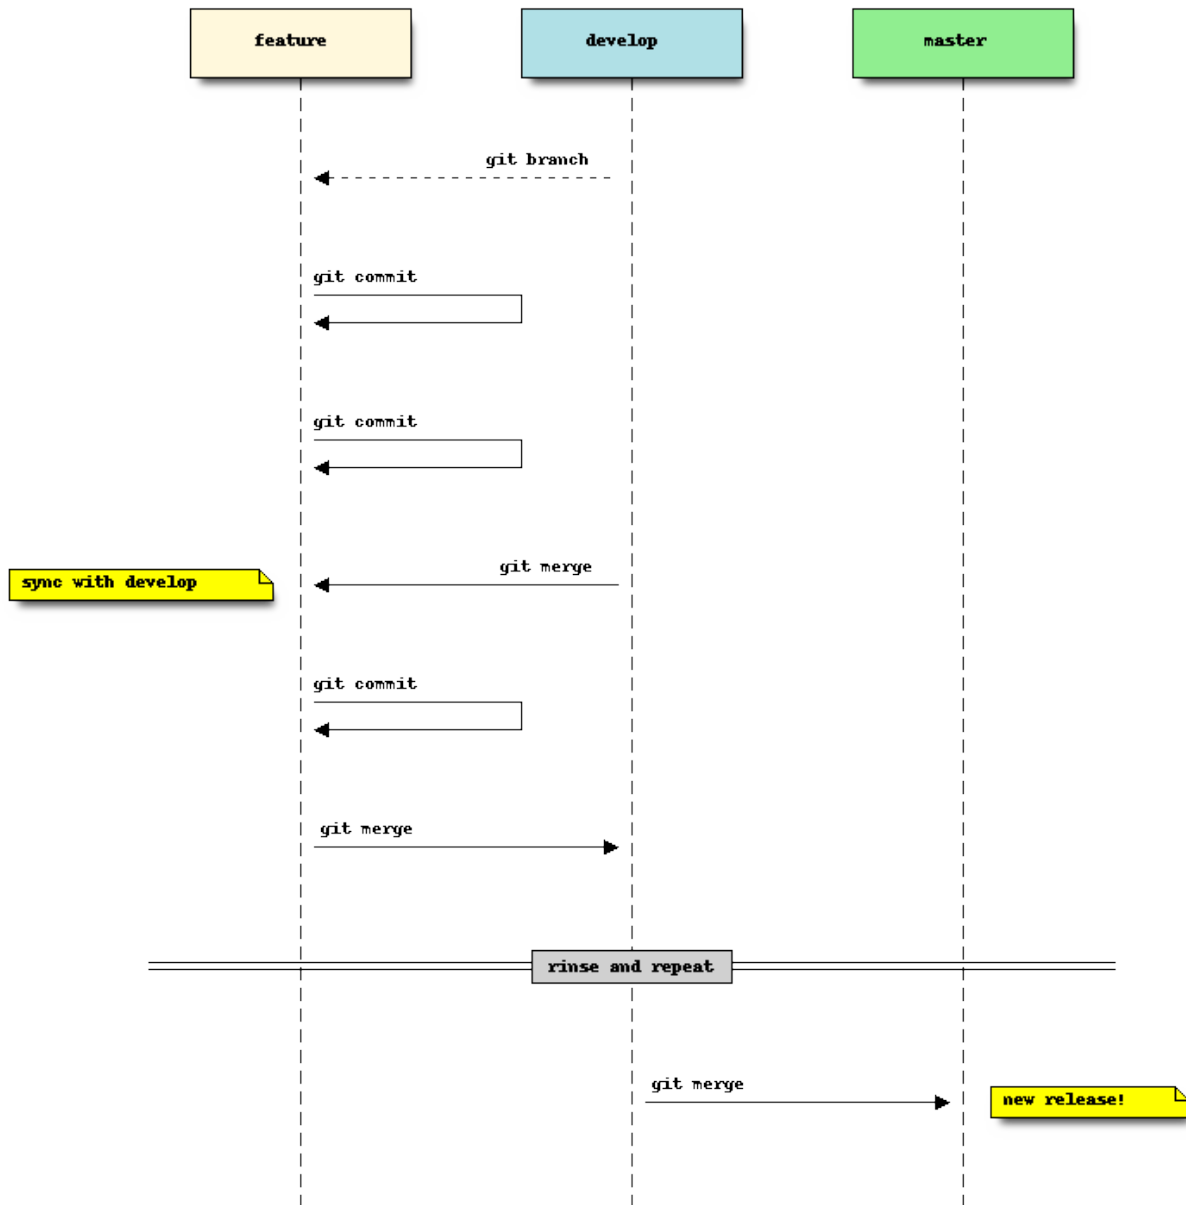 feature
develop
master
git branch
git commit
git commit
git merge
sync with develop
git commit
git merge
rinse and repeat
git merge
new release!